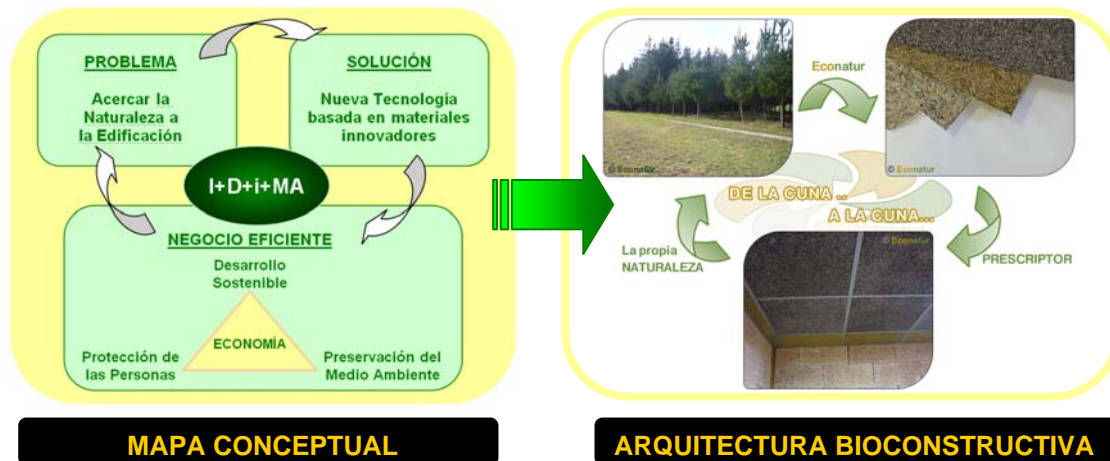 PROBLEMA
Acercar la
Naturaleza a
la Edificación
SOLUCIÓN
Nueva Tecnología
basada en materiales
innovadores
I+D+i+MA
NEGOCIO EFICIENTE
Desarrollo
Sostenible
ECONOMÍA
Protección de
las Personas
Preservación del
Medio Ambiente
MAPA CONCEPTUAL
Econatur
© Econatur
© Econatur
DE LA CUNA ..
A LA CUNA...
La propia
NATURALEZA
© Econatur
PRESCRIPTOR
ARQUITECTURA BIOCONSTRUCTIVA